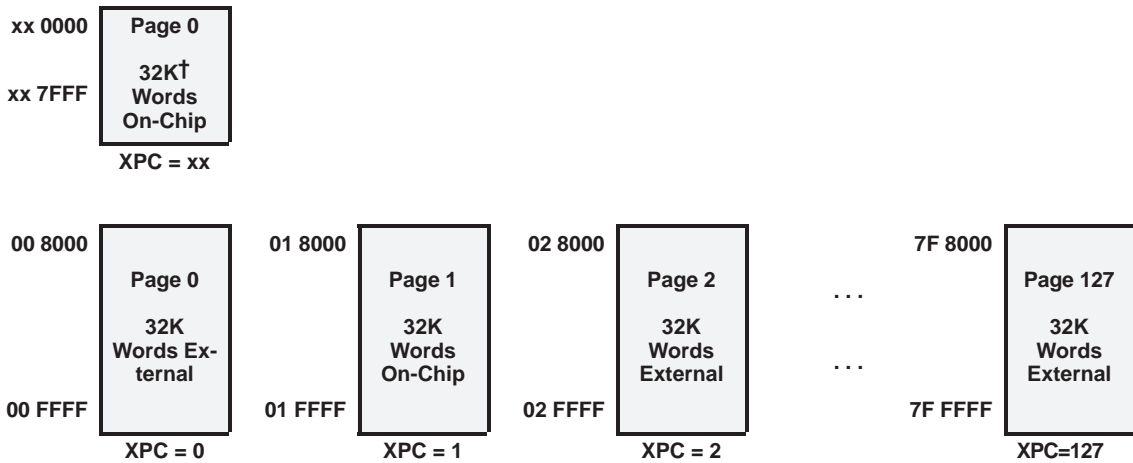 xx 0000
Page 0
32K†
xx 7FFF
Words
On-Chip
XPC = xx
00 8000
01 8000
02 8000
7F 8000
Page 0
Page 1
Page 2
. . .
Page 127
32K
Words Ex-
ternal
32K
Words
On-Chip
32K
Words
External
. . .
32K
Words
External
00 FFFF
01 FFFF
02 FFFF
7F FFFF
XPC = 0
XPC = 1
XPC = 2
XPC=127